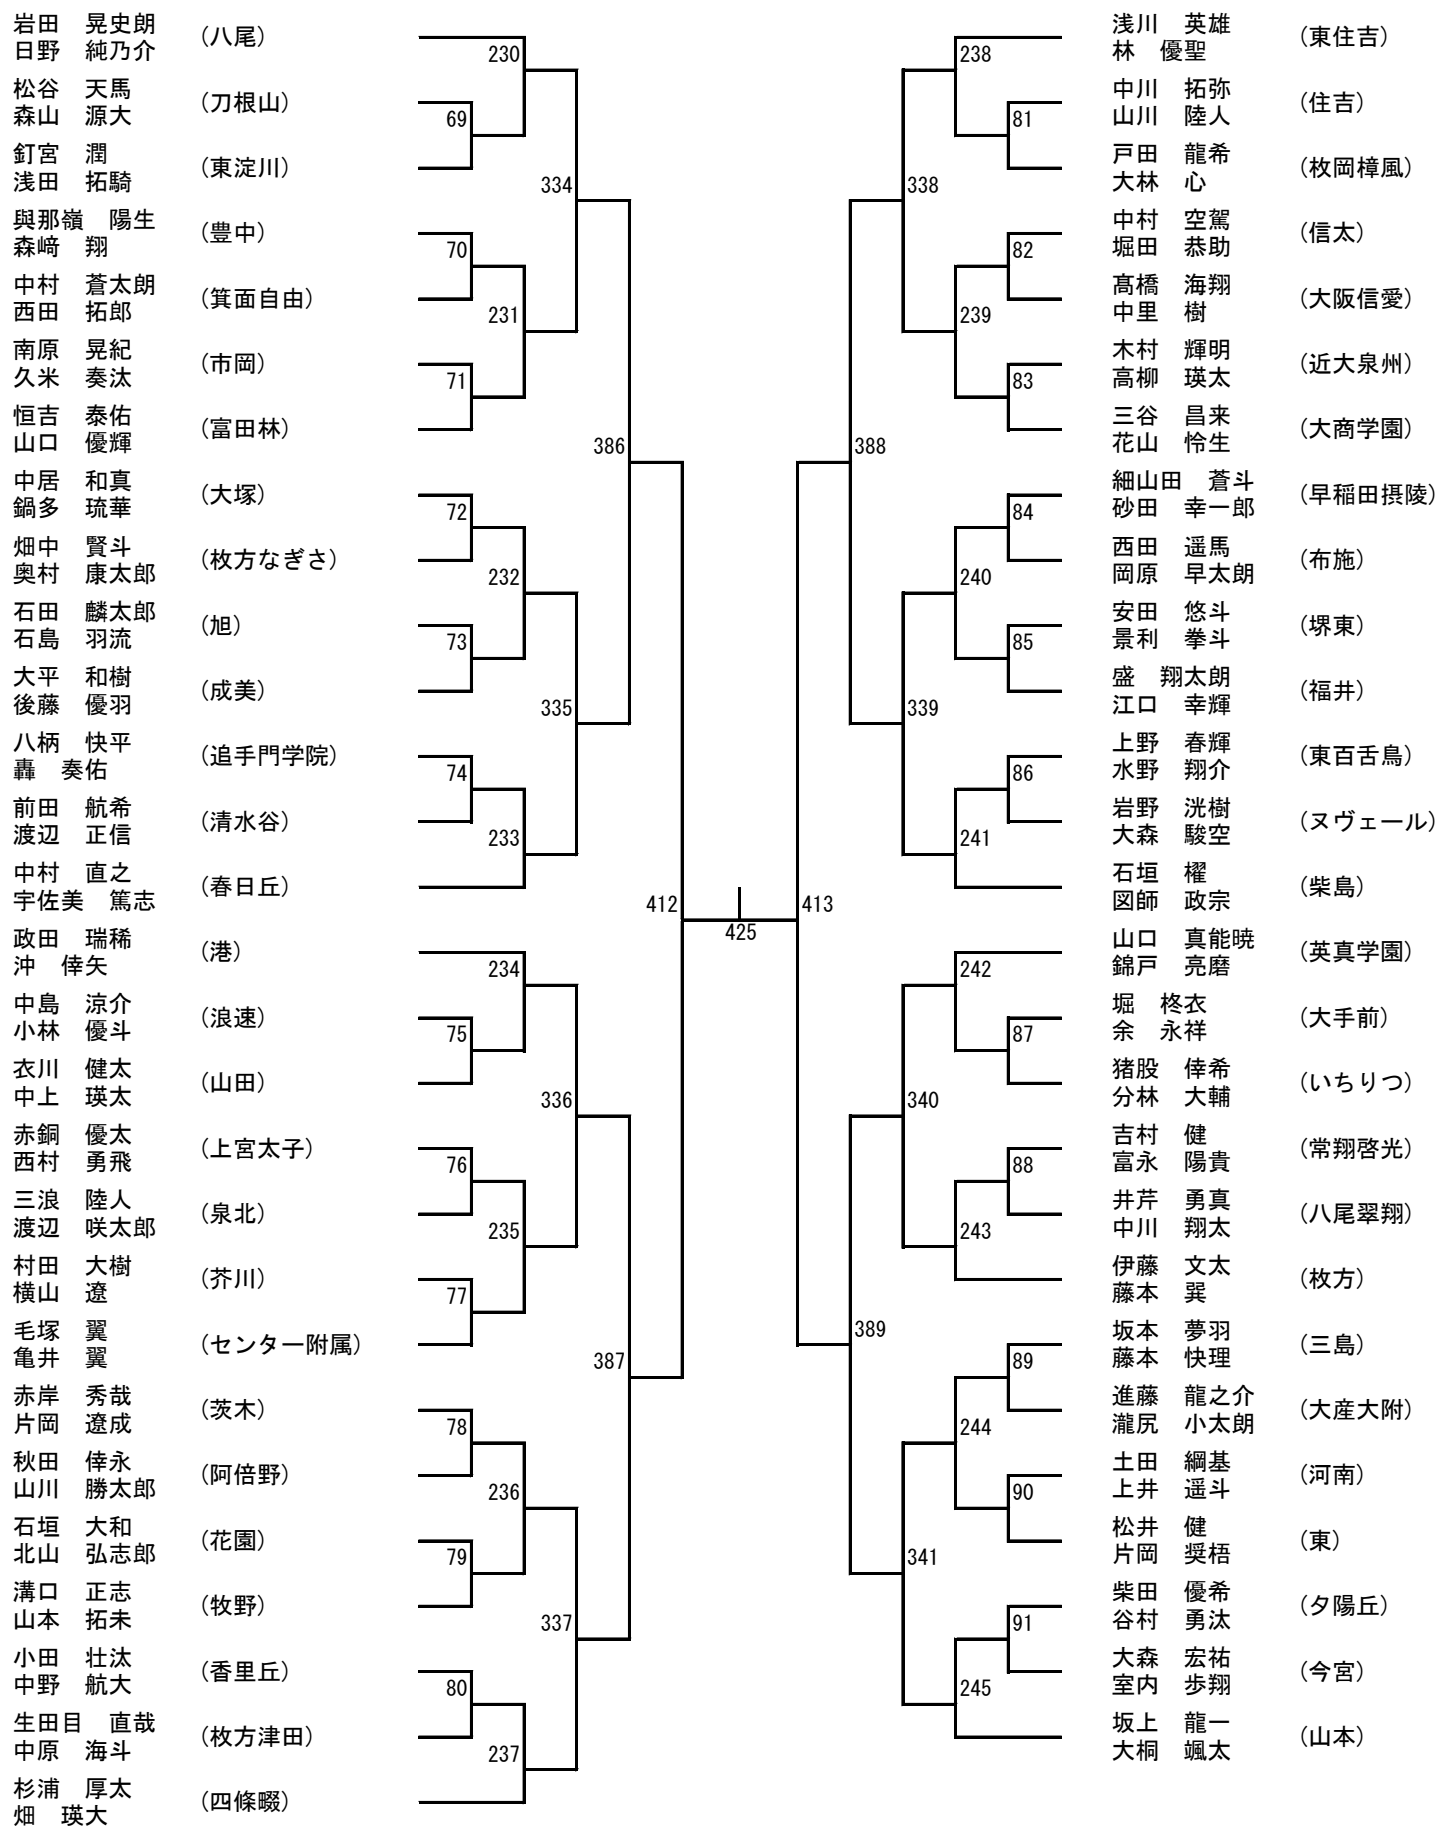 岩田　晃史朗
日野　純乃介
(八尾)
松谷　天馬
森山　源大
(刀根山)
釘宮　潤
浅田　拓騎
(東淀川)
與那嶺　陽生
森﨑　翔
(豊中)
中村　蒼太朗
西田　拓郎
(箕面自由)
南原　晃紀
久米　奏汰
(市岡)
恒吉　泰佑
山口　優輝
(富田林)
中居　和真
鍋多　琉華
(大塚)
畑中　賢斗
奥村　康太郎
(枚方なぎさ)
石田　麟太郎
石島　羽流
(旭)
大平　和樹
後藤　優羽
(成美)
八柄　快平
轟　奏佑
(追手門学院)
前田　航希
渡辺　正信
(清水谷)
中村　直之
宇佐美　篤志
(春日丘)
政田　瑞稀
沖　倖矢
(港)
中島　涼介
小林　優斗
(浪速)
衣川　健太
中上　瑛太
(山田)
赤銅　優太
西村　勇飛
(上宮太子)
三浪　陸人
渡辺　咲太郎
(泉北)
村田　大樹
横山　遼
(芥川)
毛塚　翼
亀井　翼
(センター附属)
赤岸　秀哉
片岡　遼成
(茨木)
秋田　倖永
山川　勝太郎
(阿倍野)
石垣　大和
北山　弘志郎
(花園)
溝口　正志
山本　拓未
(牧野)
小田　壮汰
中野　航大
(香里丘)
生田目　直哉
中原　海斗
(枚方津田)
杉浦　厚太
畑　瑛大
(四條畷)
230
69
334
70
231
71
386
72
232
73
335
74
233
412
234
75
336
76
235
77
387
78
236
79
337
80
237
425
413
238
81
338
82
239
83
388
84
240
85
339
86
241
242
87
340
88
243
389
89
244
90
341
91
245
浅川　英雄
林　優聖
(東住吉)
中川　拓弥
山川　陸人
(住吉)
戸田　龍希
大林　心
(枚岡樟風)
中村　空駕
堀田　恭助
(信太)
髙橋　海翔
中里　樹
(大阪信愛)
木村　輝明
高柳　瑛太
(近大泉州)
三谷　昌来
花山　怜生
(大商学園)
細山田　蒼斗
砂田　幸一郎
(早稲田摂陵)
西田　遥馬
岡原　早太朗
(布施)
安田　悠斗
景利　拳斗
(堺東)
盛　翔太朗
江口　幸輝
(福井)
上野　春輝
水野　翔介
(東百舌鳥)
岩野　洸樹
大森　駿空
(ヌヴェール)
石垣　櫂
図師　政宗
(柴島)
山口　真能暁
錦戸　亮磨
(英真学園)
堀　柊衣
余　永祥
(大手前)
猪股　倖希
分林　大輔
(いちりつ)
吉村　健
富永　陽貴
(常翔啓光)
井芹　勇真
中川　翔太
(八尾翠翔)
伊藤　文太
藤本　巽
(枚方)
坂本　夢羽
藤本　快理
(三島)
進藤　龍之介
瀧尻　小太朗
(大産大附)
土田　綱基
上井　遥斗
(河南)
松井　健
片岡　奨梧
(東)
柴田　優希
谷村　勇汰
(夕陽丘)
大森　宏祐
室内　歩翔
(今宮)
坂上　龍一
大桐　颯太
(山本)